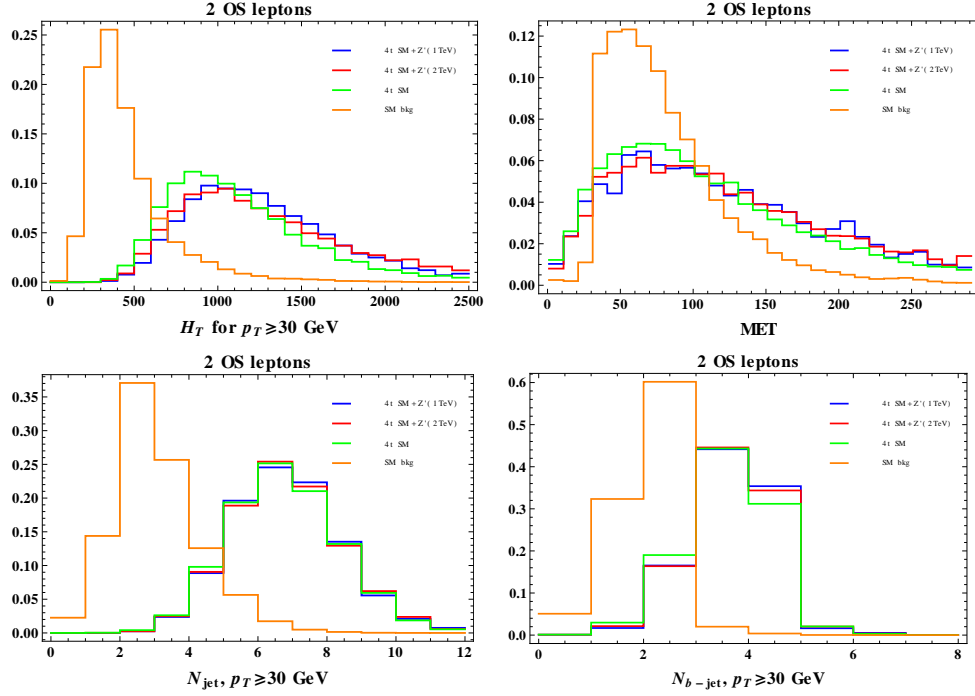 2 OS leptons
4t SM+Z'(1TeV)
4t SM+Z'(2TeV)
4t SM
SM bkg
0.25
0.20
0.15
0.10
0.05
0.00
0 500 1000 1500 2000 2500
H_T for p_T ⩾ 30 GeV
2 OS leptons
4t SM+Z'(1TeV)
4t SM+Z'(2TeV)
4t SM
SM bkg
0.12
0.10
0.08
0.06
0.04
0.02
0.00
0 50 100 150 200 250
MET
2 OS leptons
4t SM+Z'(1TeV)
4t SM+Z'(2TeV)
4t SM
SM bkg
0.35
0.30
0.25
0.20
0.15
0.10
0.05
0.00
0 2 4 6 8 10 12
N_jet, p_T ⩾ 30 GeV
2 OS leptons
4t SM+Z'(1TeV)
4t SM+Z'(2TeV)
4t SM
SM bkg
0.6
0.4
0.2
0.0
0 2 4 6 8
N_b-jet, p_T ⩾ 30 GeV